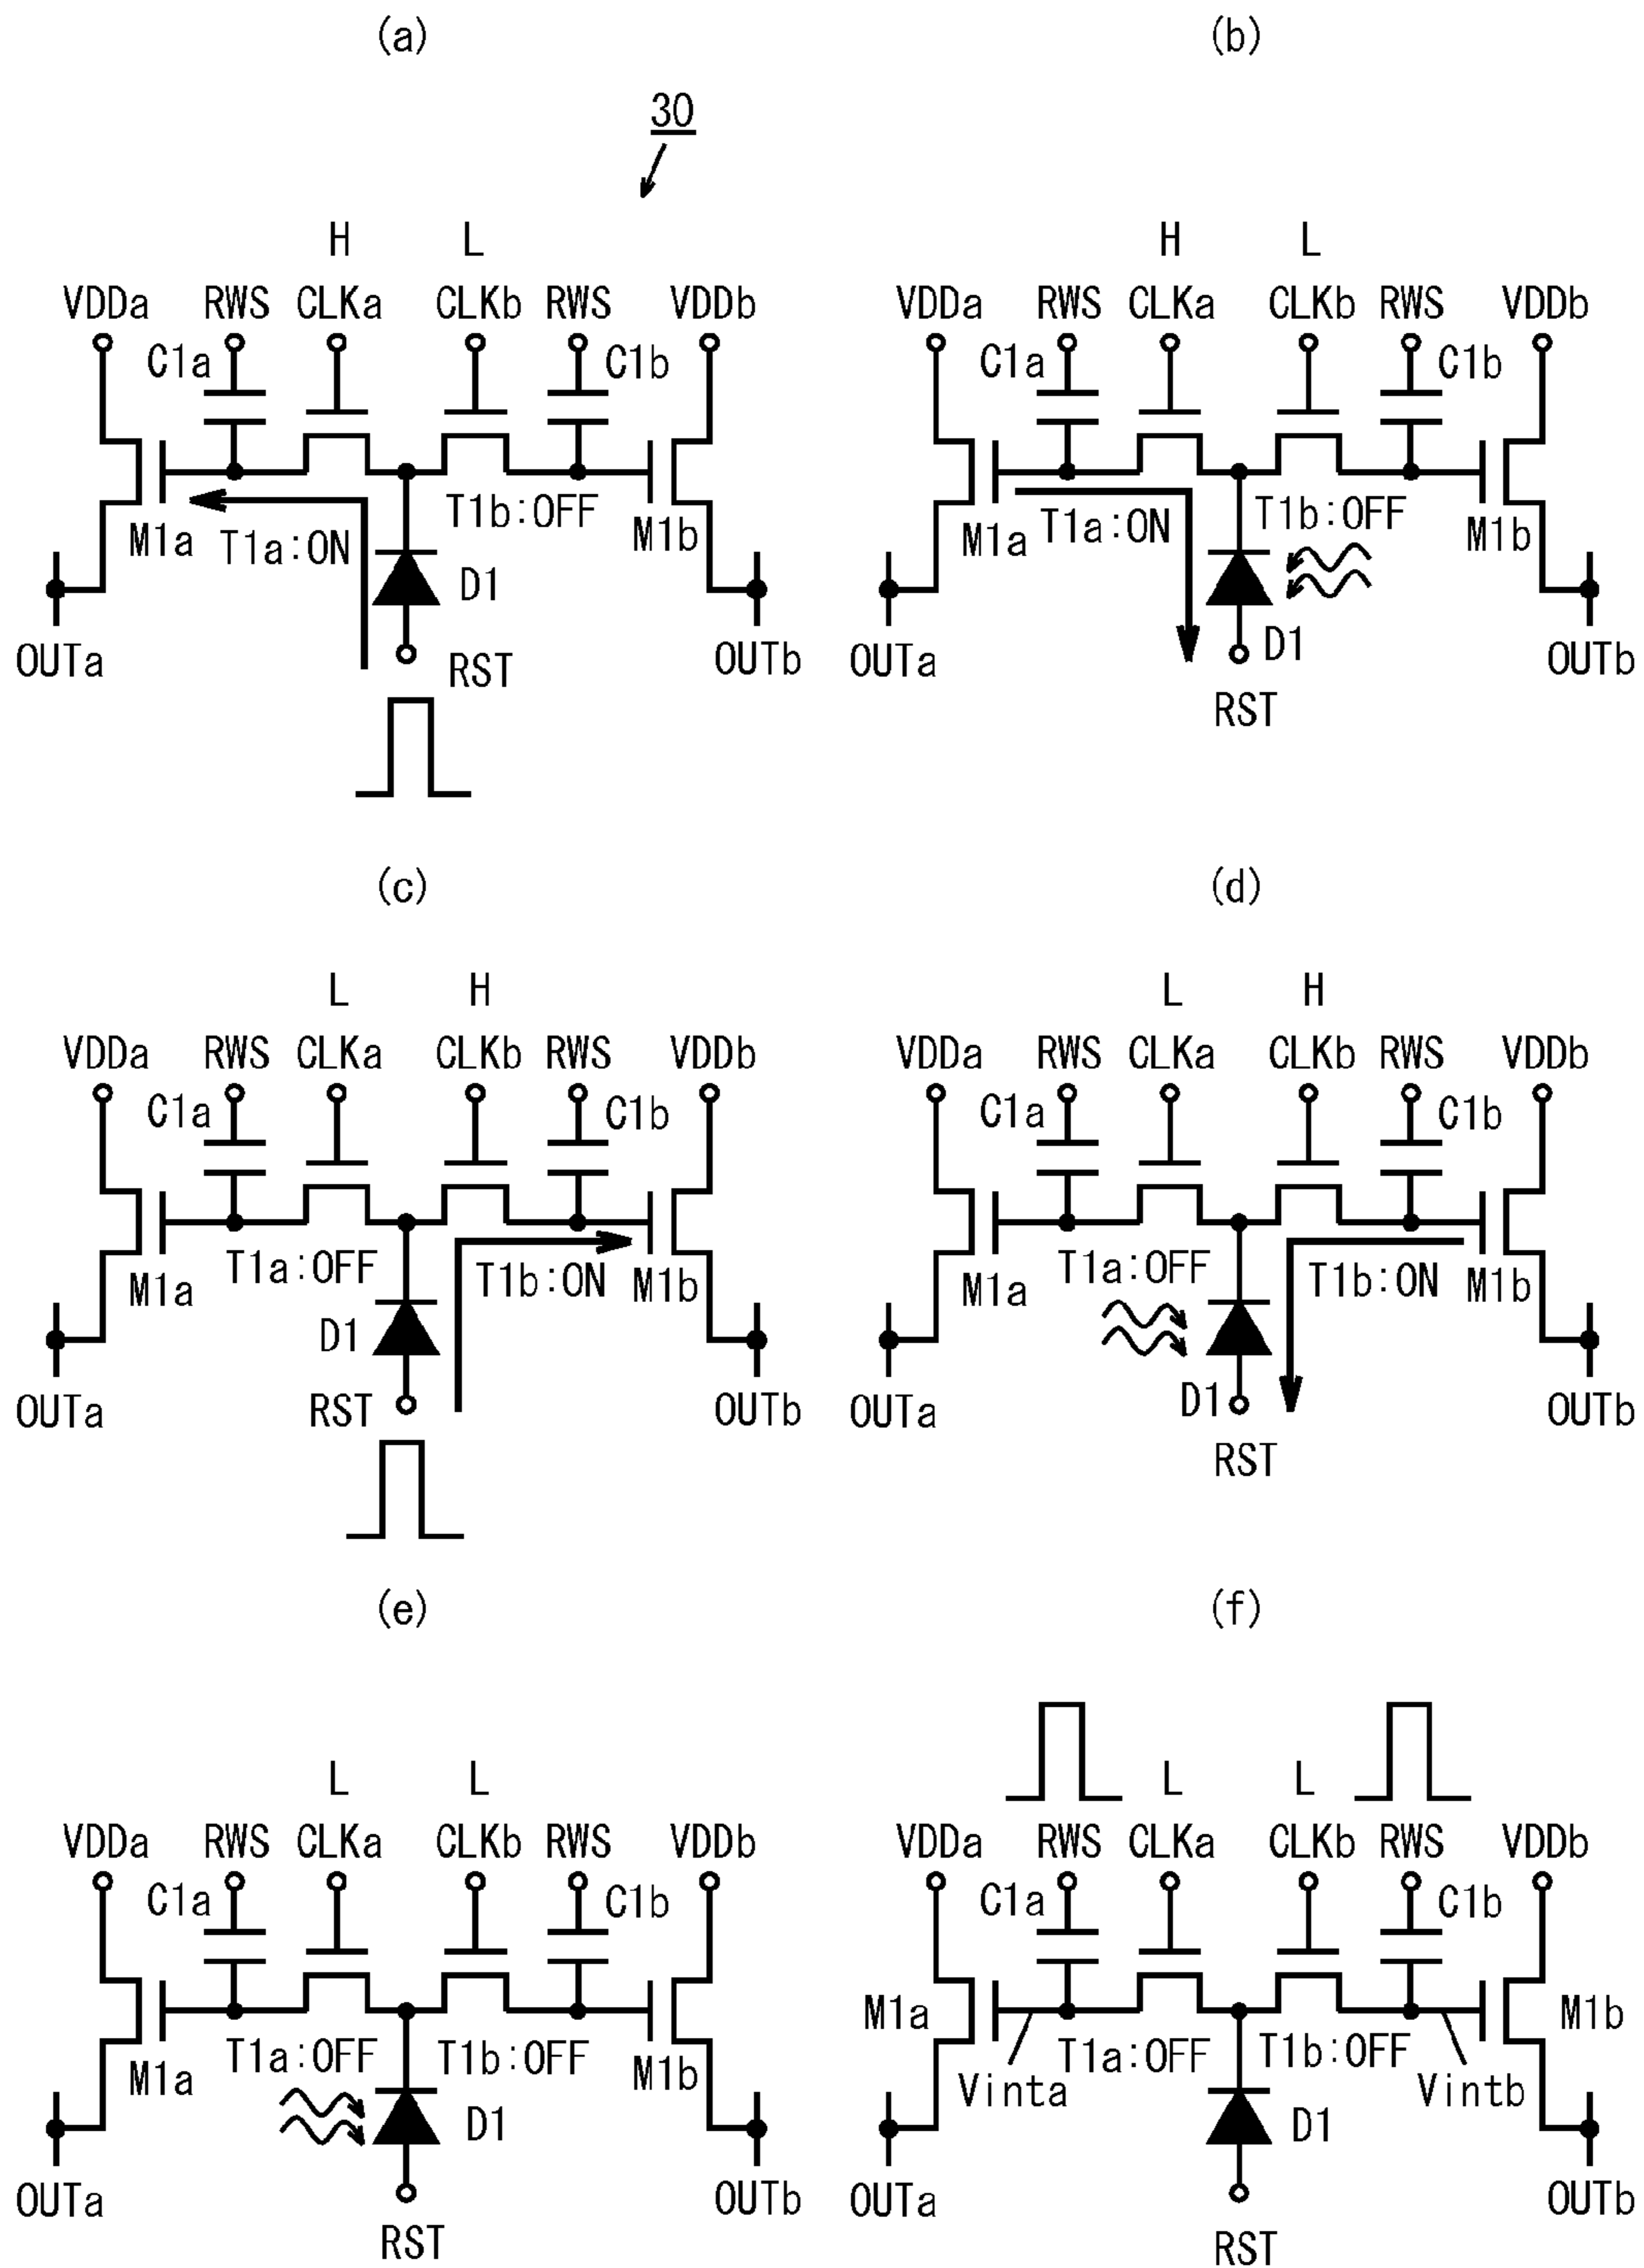 (a) (b)
30
H L H L
VDDa RWS CLKa CLKb RWS VDDb VDDa RWS CLKa CLKb RWS VDDb
C1a C1b C1a C1b
T1b:OFF T1b:OFF
M1a T1a:ON M1b M1a T1a:ON M1b
D1
OUTa RST OUTb OUTa D1 OUTb
RST
(c) (d)
L H L H
VDDa RWS CLKa CLKb RWS VDDb VDDa RWS CLKa CLKb RWS VDDb
C1a C1b C1a C1b
M1a T1a:OFF T1b:ON M1b M1a T1a:OFF T1b:ON M1b
D1
OUTa RST OUTb OUTa D1 OUTb
RST
(e) (f)
L L L L
VDDa RWS CLKa CLKb RWS VDDb VDDa RWS CLKa CLKb RWS VDDb
C1a C1b C1a C1b
M1a M1b
M1a T1a:OFF T1b:OFF M1b T1a:OFF T1b:OFF
Vinta Vintb
D1 D1
OUTa OUTb OUTa OUTb
RST RST